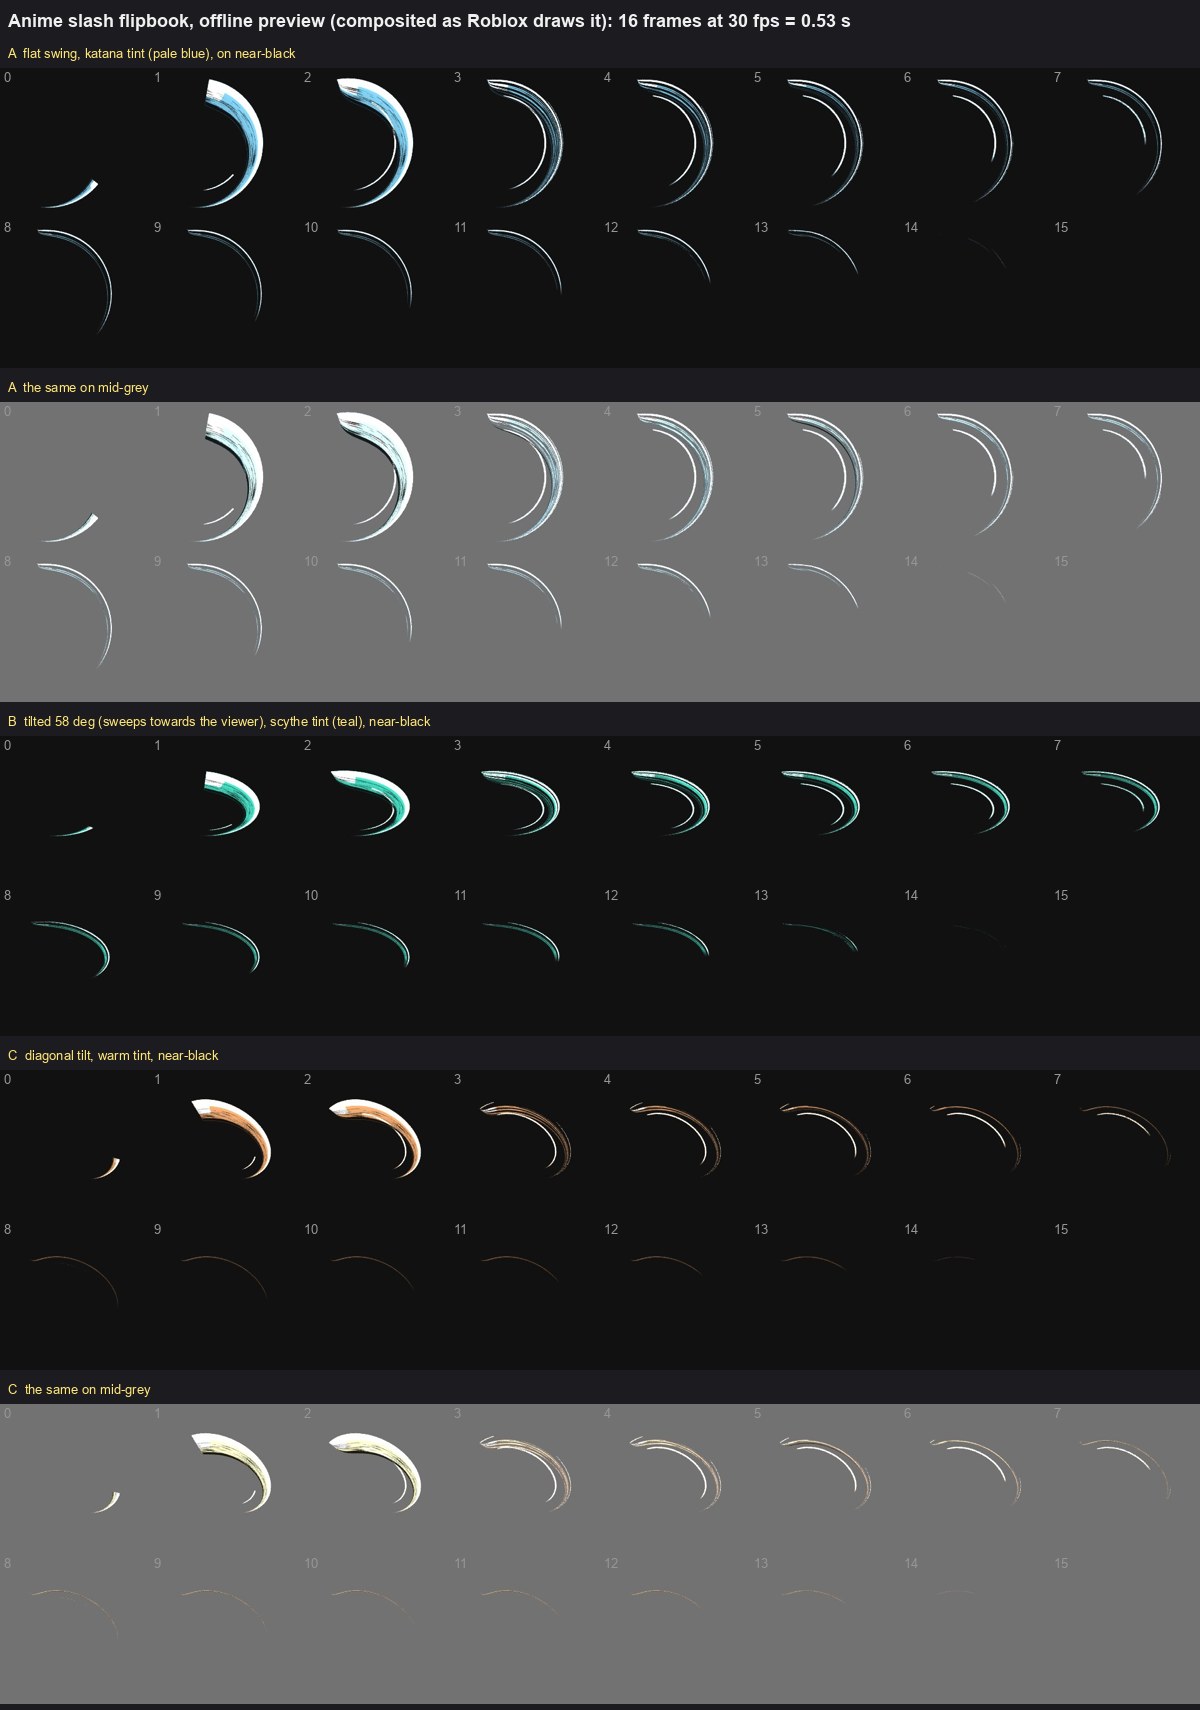 Anime slash flipbook, offline preview (composited as Roblox draws it): 16 frames at 30 fps = 0.53 s
A flat swing, katana tint (pale blue), on near-black
0 1 2 3 4 5 6 7
8 9 10 11 12 13 14 15
A the same on mid-grey
0 1 2 3 4 5 6 7
8 9 10 11 12 13 14 15
B tilted 58 deg (sweeps towards the viewer), scythe tint (teal), near-black
0 1 2 3 4 5 6 7
8 9 10 11 12 13 14 15
C diagonal tilt, warm tint, near-black
0 1 2 3 4 5 6 7
8 9 10 11 12 13 14 15
C the same on mid-grey
0 1 2 3 4 5 6 7
8 9 10 11 12 13 14 15